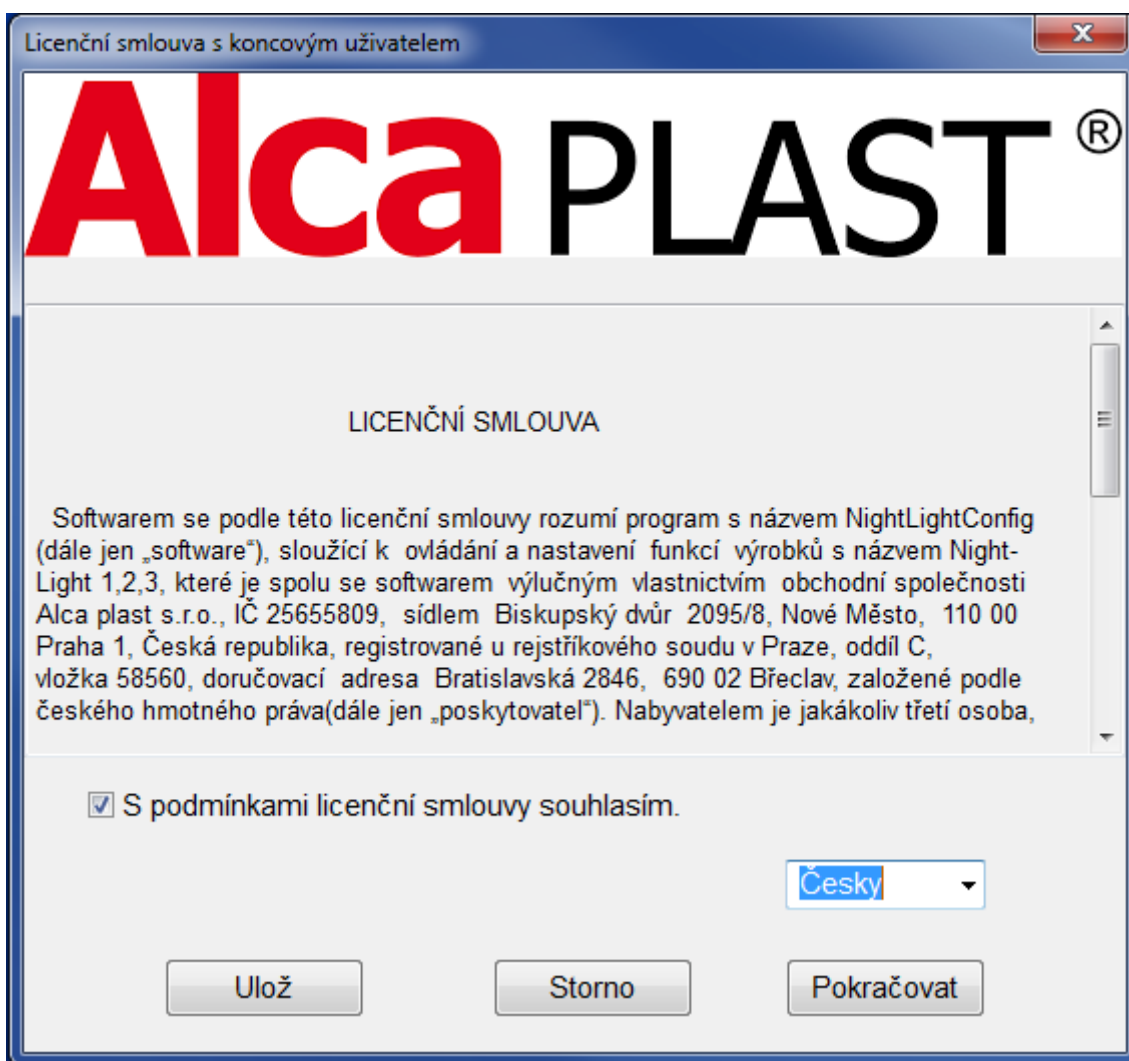 Licenční smlouva s koncovým uživatelem
Alca PLAST ®
LICENČNÍ SMLOUVA
Softwarem se podle této licenční smlouvy rozumí program s názvem NightLightConfig
(dále jen „software“), sloužící k ovládání a nastavení funkcí výrobků s názvem Night-
Light 1,2,3, které je spolu se softwarem výlučným vlastnictvím obchodní společnosti
Alca plast s.r.o., IČ 25655809, sídlem Biskupský dvůr 2095/8, Nové Město, 110 00
Praha 1, Česká republika, registrované u rejstříkového soudu v Praze, oddíl C,
vložka 58560, doručovací adresa Bratislavská 2846, 690 02 Břeclav, založené podle
českého hmotného práva(dále jen „poskytovatel“). Nabyvatelem je jakákoliv třetí osoba,
S podmínkami licenční smlouvy souhlasím.
Česky
Ulož Storno Pokračovat